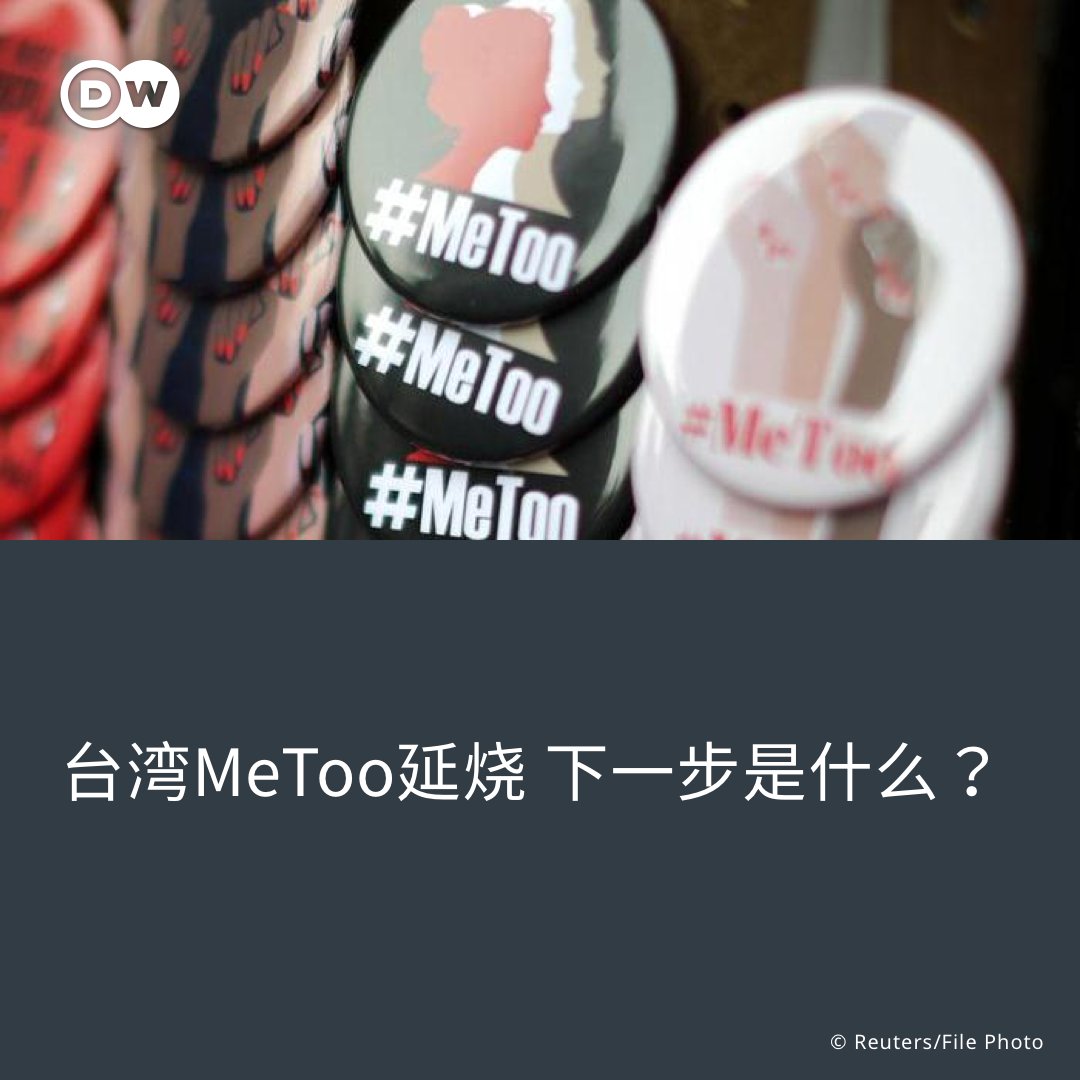 DW
#MeToo
#MeToo
#MeToo
#MeToo
台湾MeToo延烧 下一步是什么？
© Reuters/File Photo